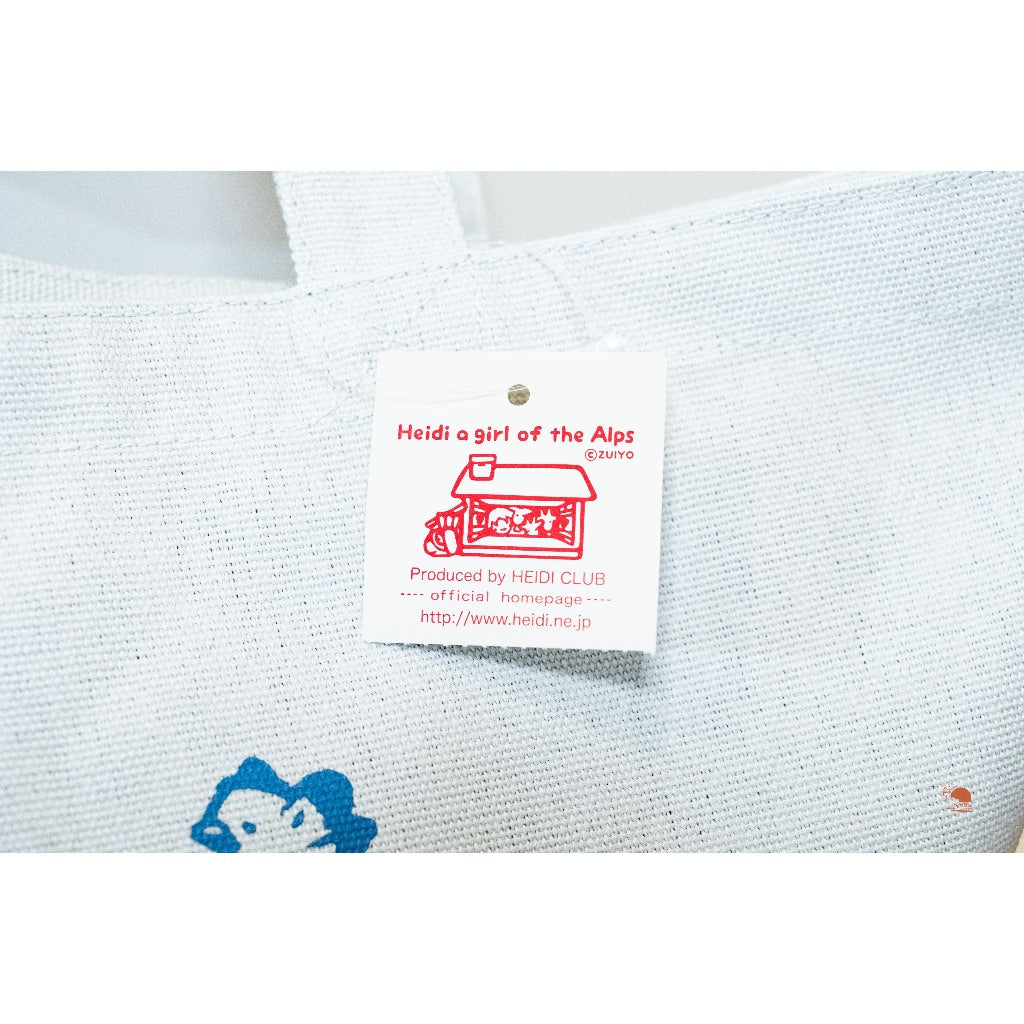 Heidi a girl of the Alps
©ZUIYO
Produced by HEIDI CLUB
---- official homepage ----
http://www.heidi.ne.jp